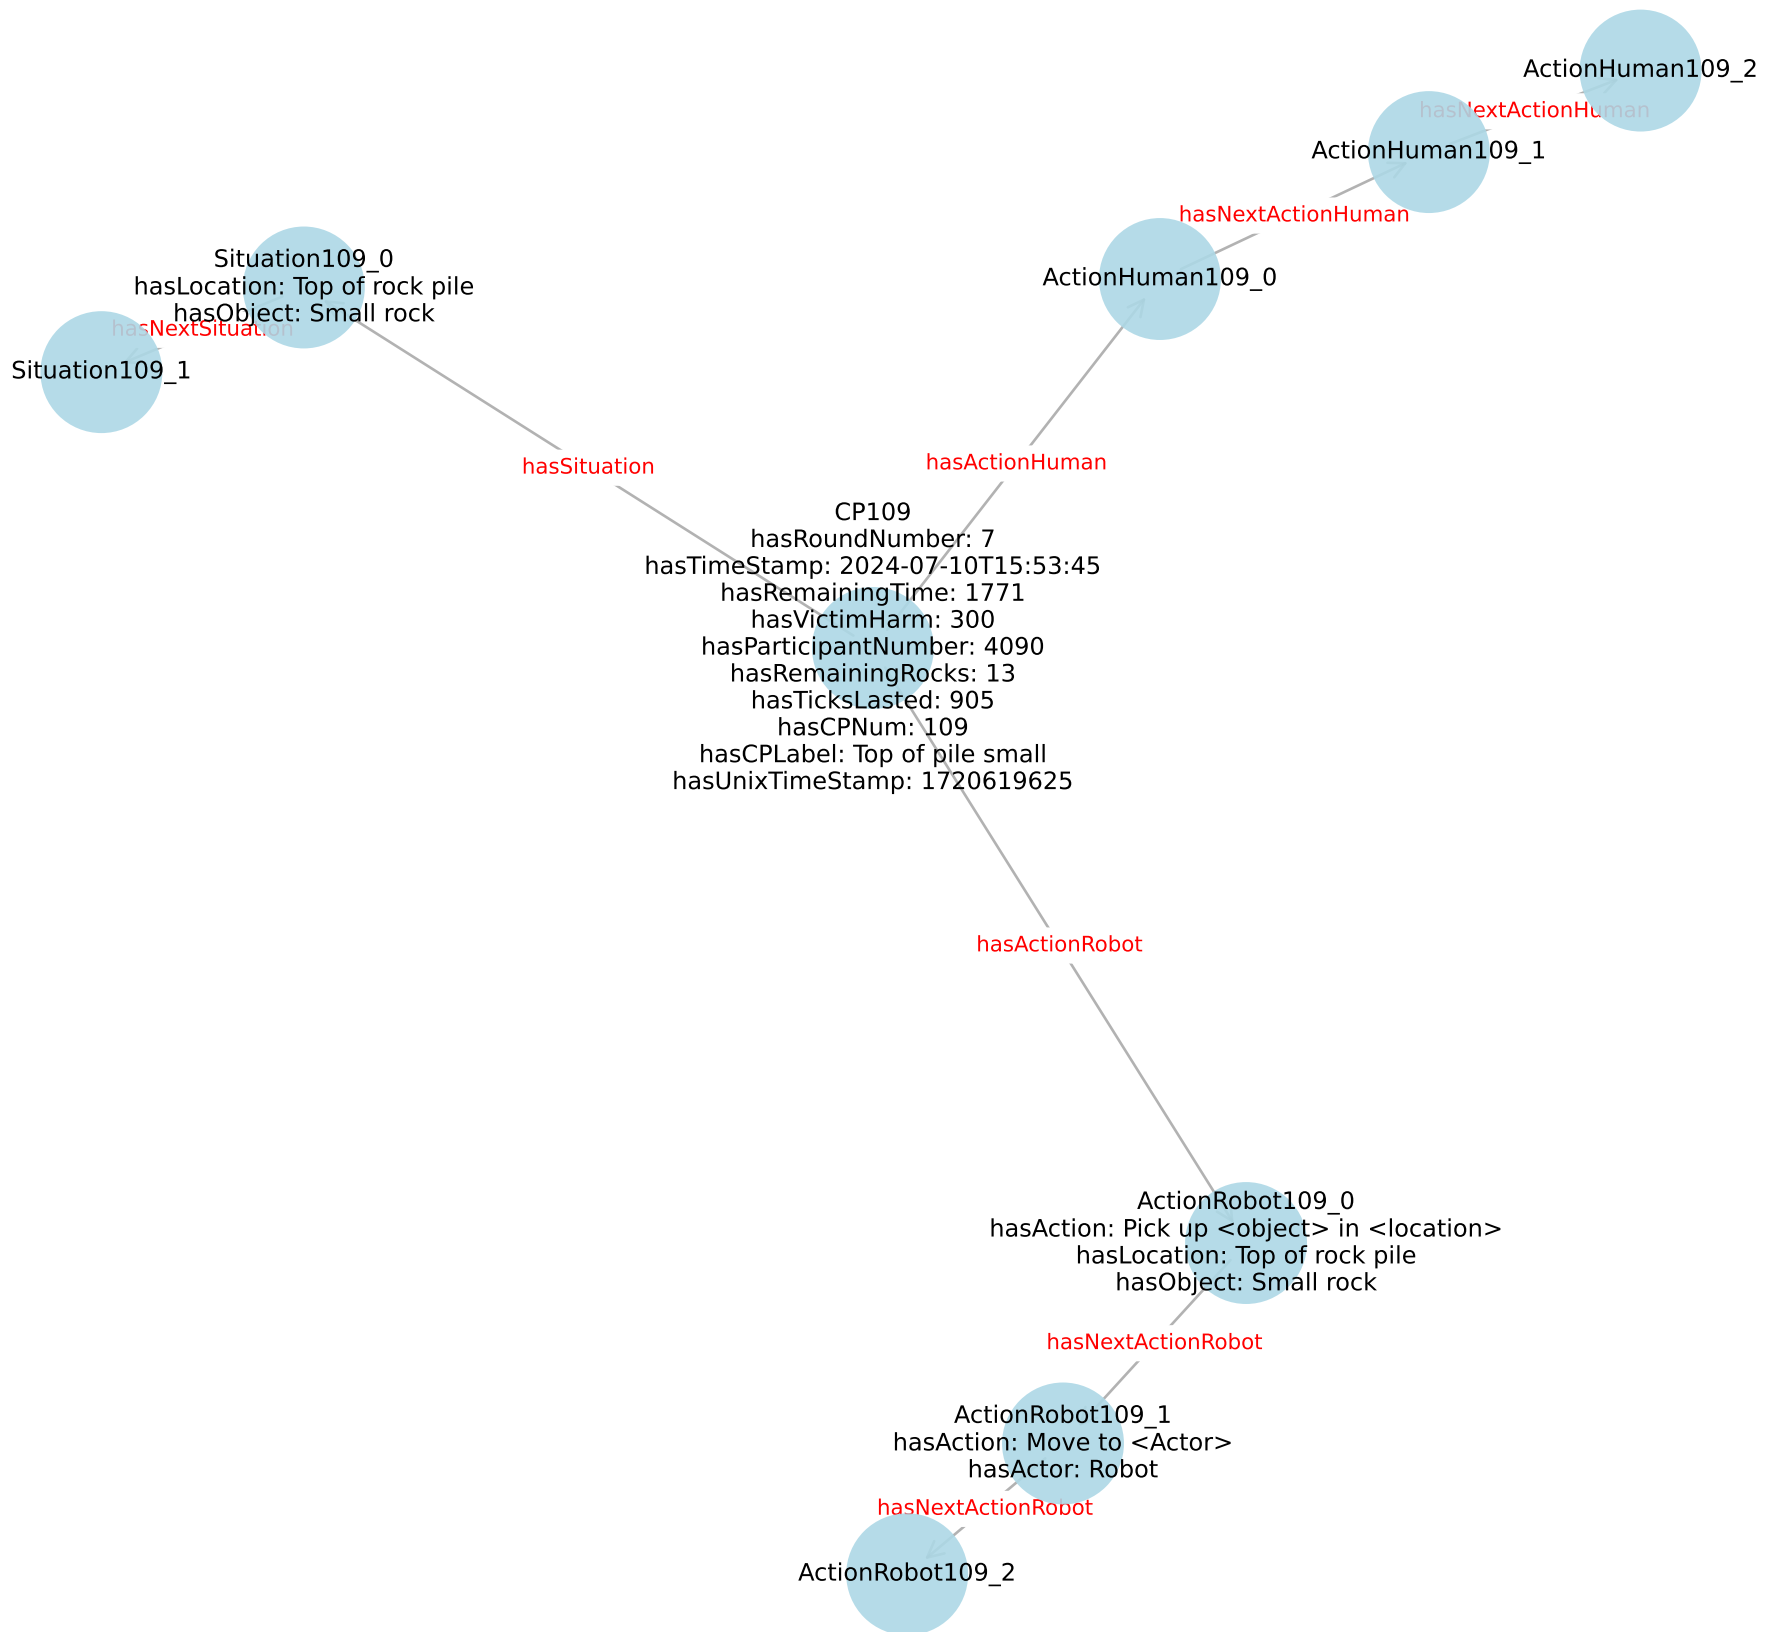 ActionHuman109_2
hasNextActionHuman
ActionHuman109_1
hasNextActionHuman
ActionHuman109_0
Situation109_0
hasLocation: Top of rock pile
hasObject: Small rock
hasNextSituation
Situation109_1
hasSituation
hasActionHuman
CP109
hasRoundNumber: 7
hasTimeStamp: 2024-07-10T15:53:45
hasRemainingTime: 1771
hasVictimHarm: 300
hasParticipantNumber: 4090
hasRemainingRocks: 13
hasTicksLasted: 905
hasCPNum: 109
hasCPLabel: Top of pile small
hasUnixTimeStamp: 1720619625
hasActionRobot
ActionRobot109_0
hasAction: Pick up <object> in <location>
hasLocation: Top of rock pile
hasObject: Small rock
hasNextActionRobot
ActionRobot109_1
hasAction: Move to <Actor>
hasActor: Robot
hasNextActionRobot
ActionRobot109_2